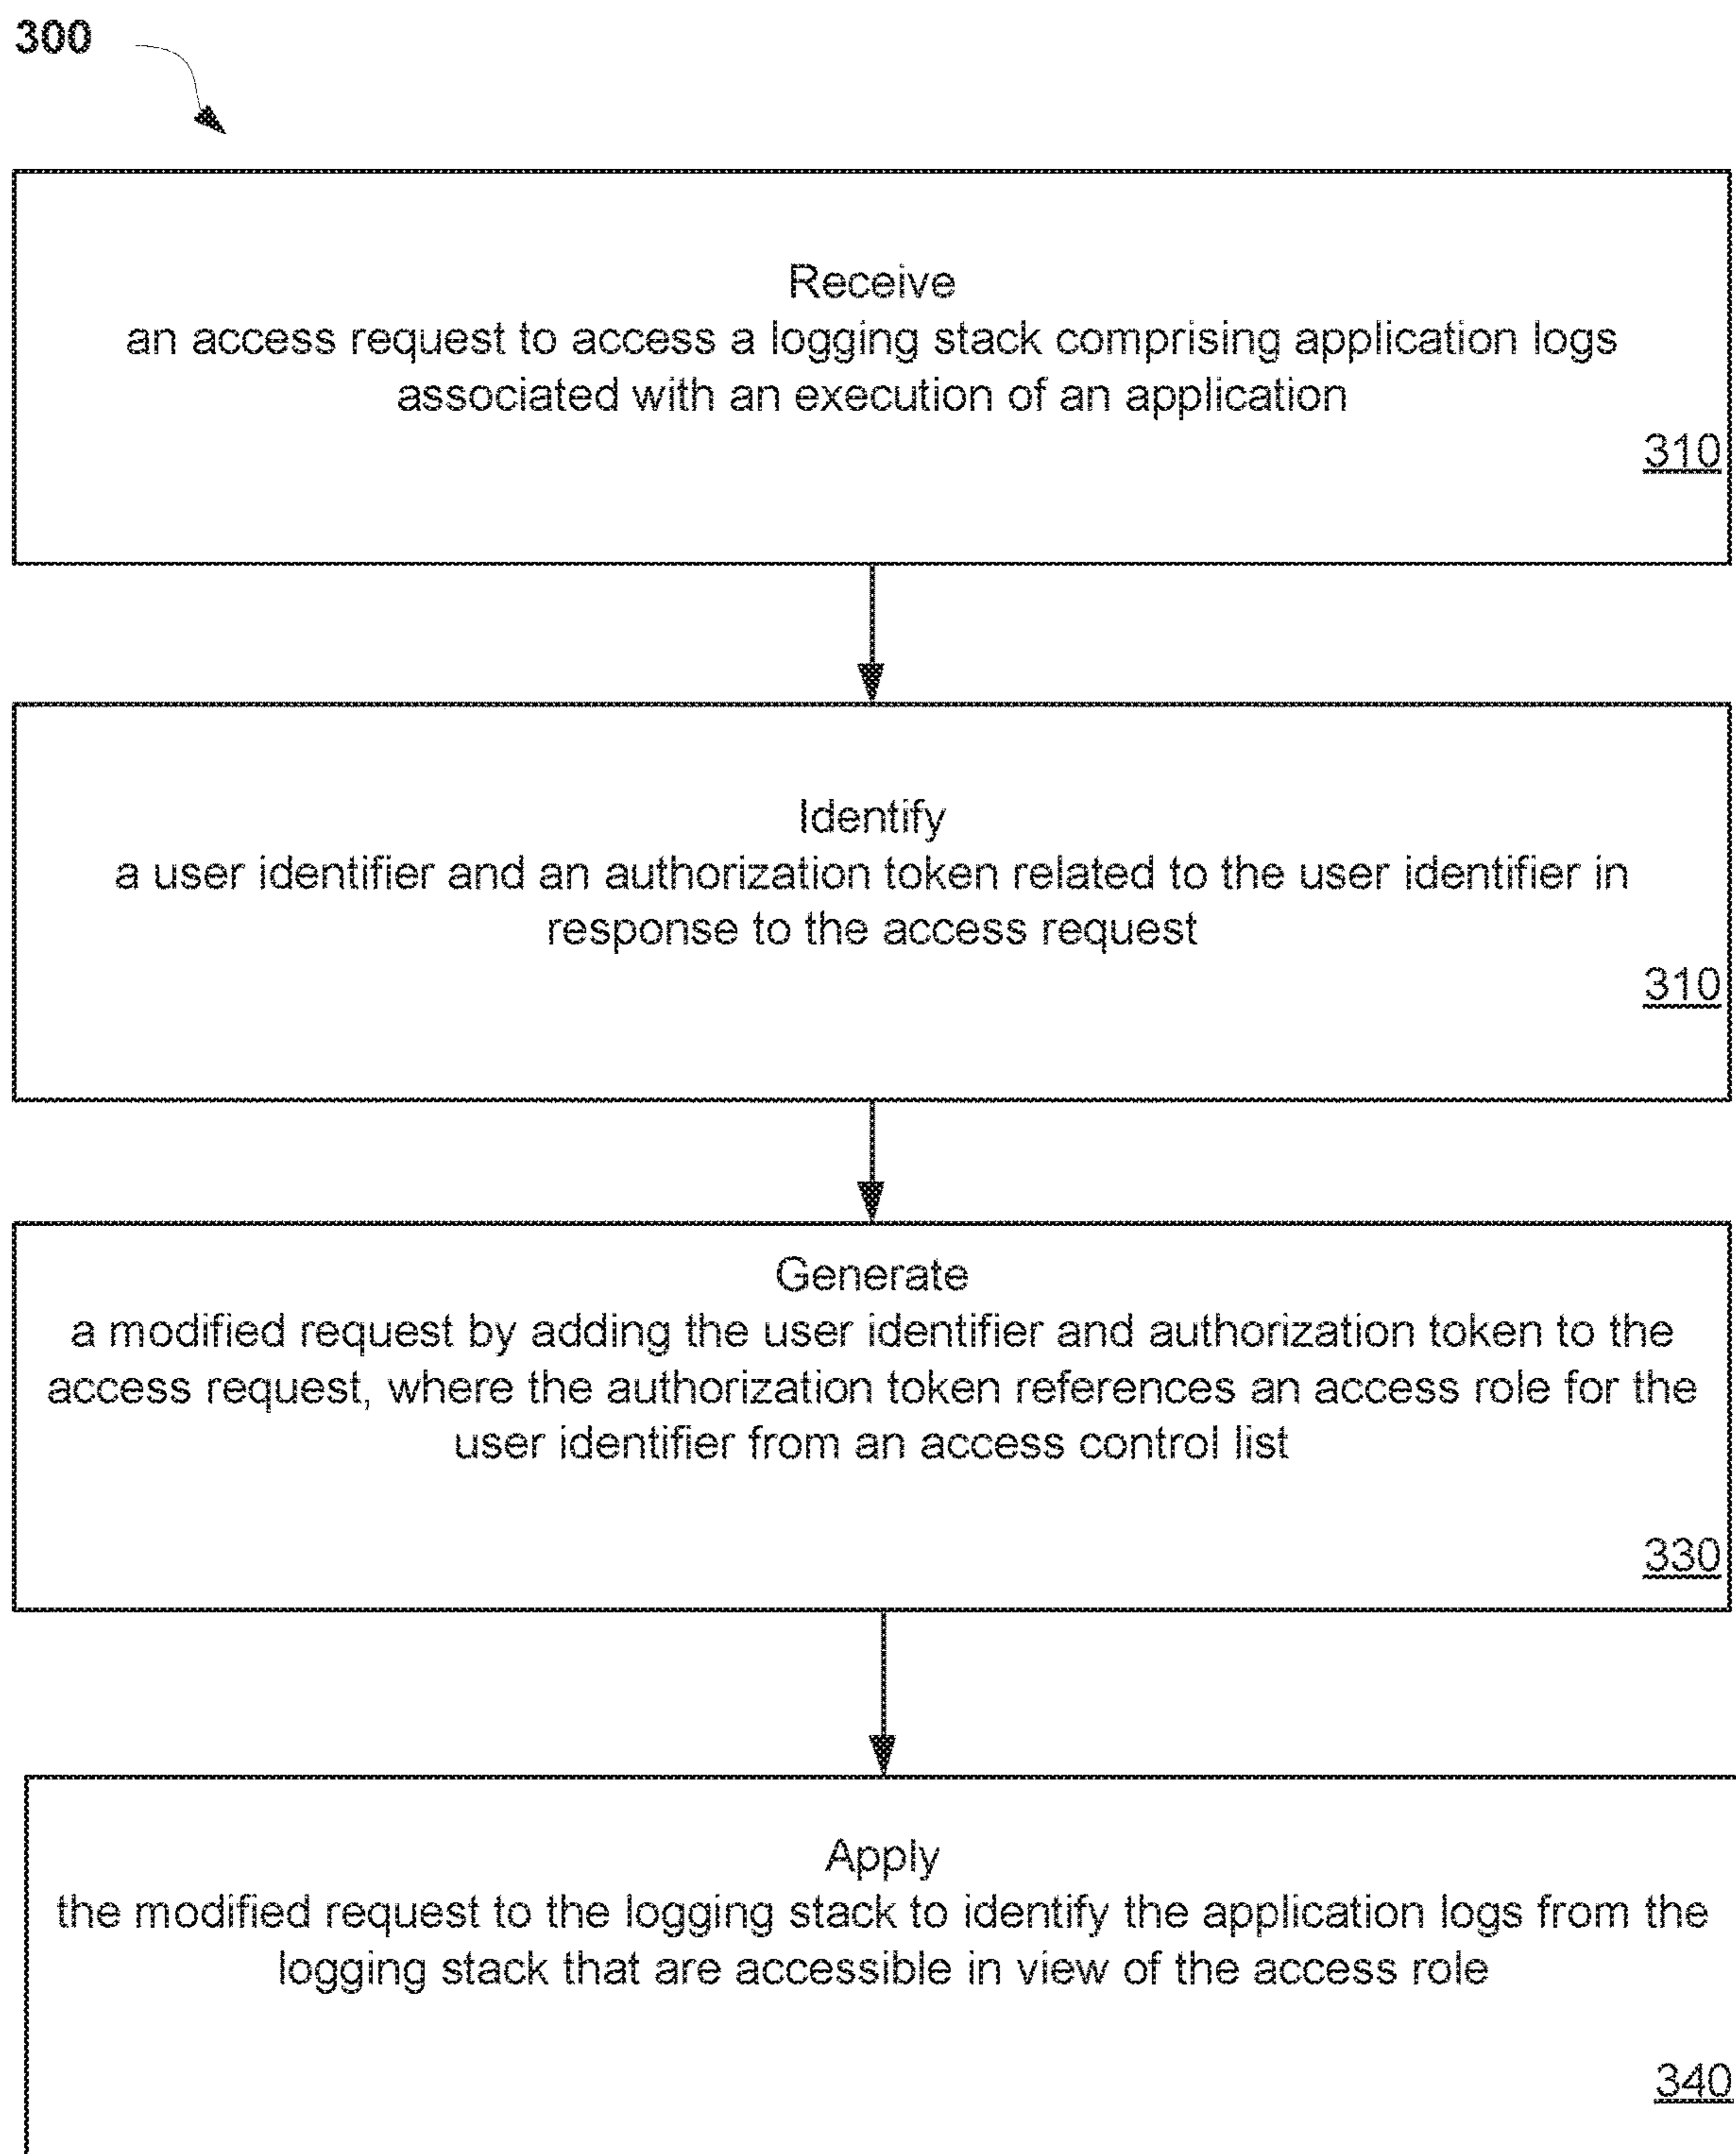 300
Receive
an access request to access a logging stack comprising application logs
associated with an execution of an application
310
Identify
a user identifier and an authorization token related to the user identifier in
response to the access request
310
Generate
a modified request by adding the user identifier and authorization token to the
access request, where the authorization token references an access role for the
user identifier from an access control list
330
Apply
the modified request to the logging stack to identify the application logs from the
logging stack that are accessible in view of the access role
340